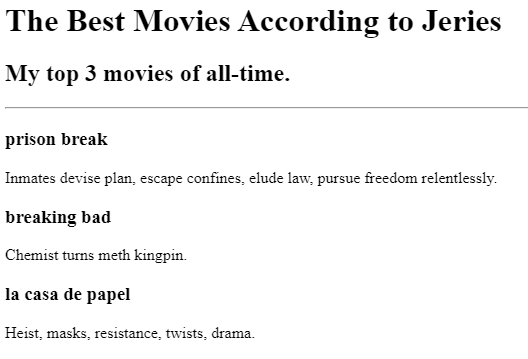 The Best Movies According to Jeries
My top 3 movies of all-time.
prison break
Inmates devise plan, escape confines, elude law, pursue freedom relentlessly.
breaking bad
Chemist turns meth kingpin.
la casa de papel
Heist, masks, resistance, twists, drama.